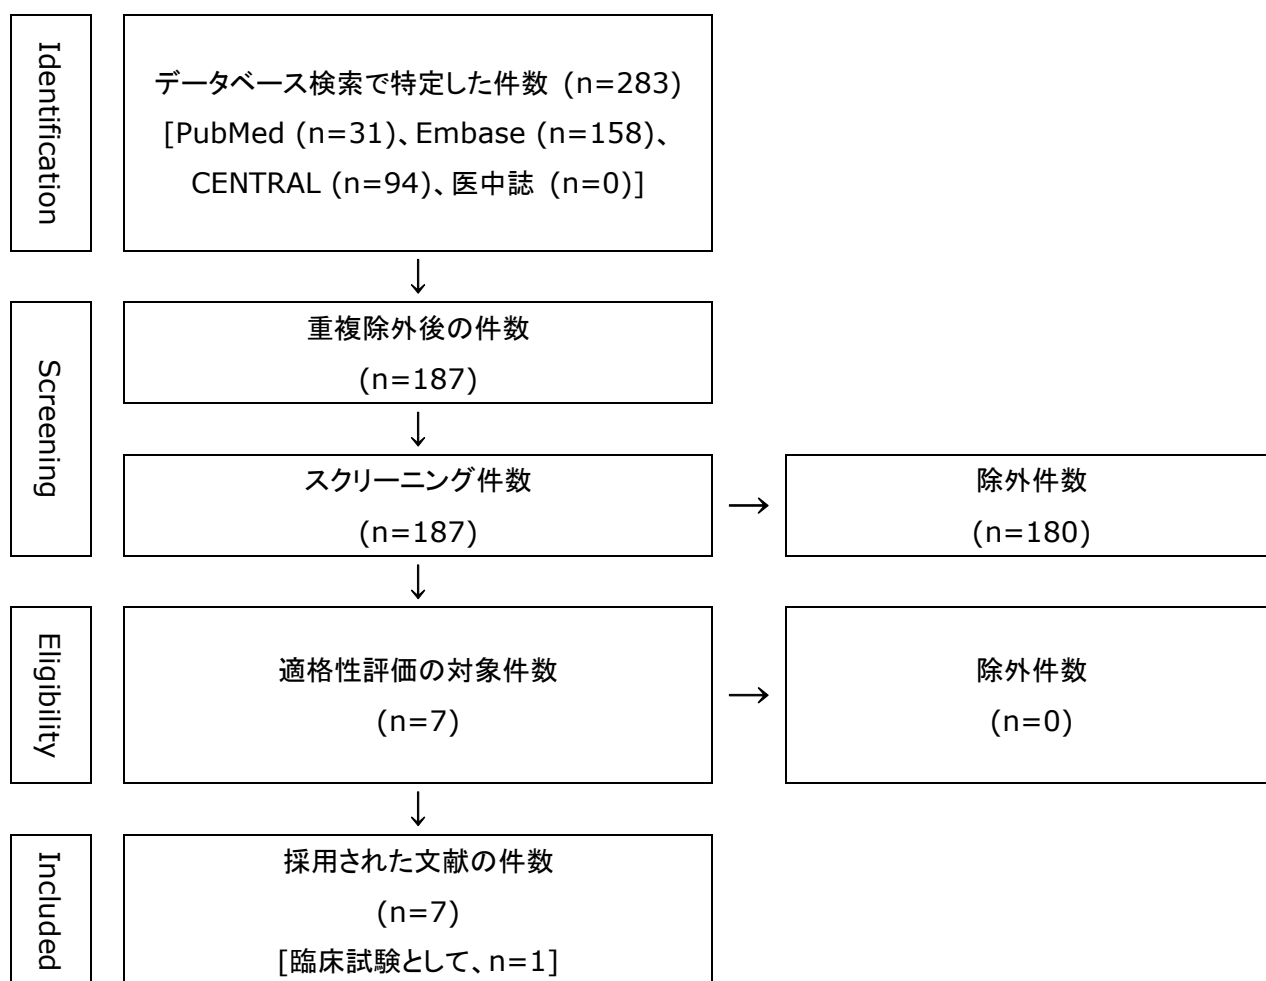 Identification
データベース検索で特定した件数 (n=283)
[PubMed (n=31)、Embase (n=158)、
CENTRAL (n=94)、医中誌 (n=0)]
↓
Screening
重複除外後の件数
(n=187)
↓
スクリーニング件数
(n=187)
→
除外件数
(n=180)
↓
Eligibility
適格性評価の対象件数
(n=7)
→
除外件数
(n=0)
↓
Included
採用された文献の件数
(n=7)
[臨床試験として、n=1]